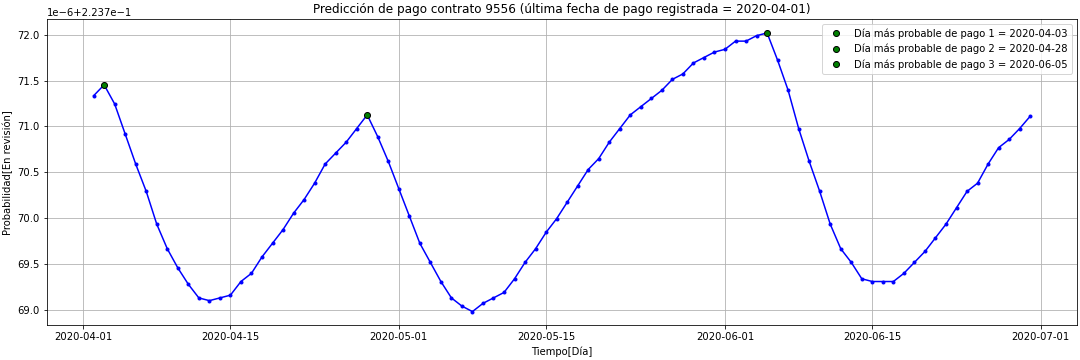 Predicción de pago contrato 9556 (última fecha de pago registrada = 2020-04-01)
1e-6+2.237e-1
Día más probable de pago 1 = 2020-04-03
Día más probable de pago 2 = 2020-04-28
Día más probable de pago 3 = 2020-06-05
Probabilidad[En revisión]
72.0
71.5
71.0
70.5
70.0
69.5
69.0
2020-04-01 2020-04-15 2020-05-01 2020-05-15 2020-06-01 2020-06-15 2020-07-01
Tiempo[Día]